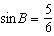 sin B = 5/6